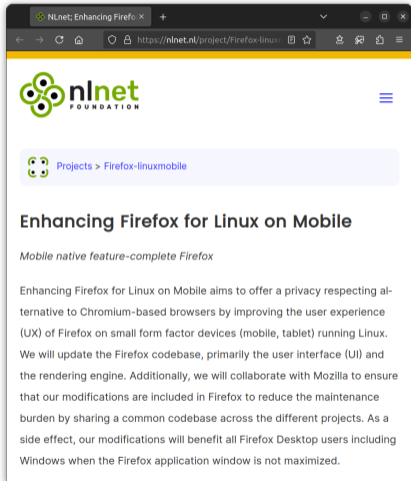 NLnet; Enhancing Firefo
https://nlnet.nl/project/Firefox-linux
nlnet
FOUNDATION
Projects > Firefox-linuxmobile
Enhancing Firefox for Linux on Mobile
Mobile native feature-complete Firefox
Enhancing Firefox for Linux on Mobile aims to offer a privacy respecting al-
ternative to Chromium-based browsers by improving the user experience
(UX) of Firefox on small form factor devices (mobile, tablet) running Linux.
We will update the Firefox codebase, primarily the user interface (UI) and
the rendering engine. Additionally, we will collaborate with Mozilla to ensure
that our modifications are included in Firefox to reduce the maintenance
burden by sharing a common codebase across the different projects. As a
side effect, our modifications will benefit all Firefox Desktop users including
Windows when the Firefox application window is not maximized.